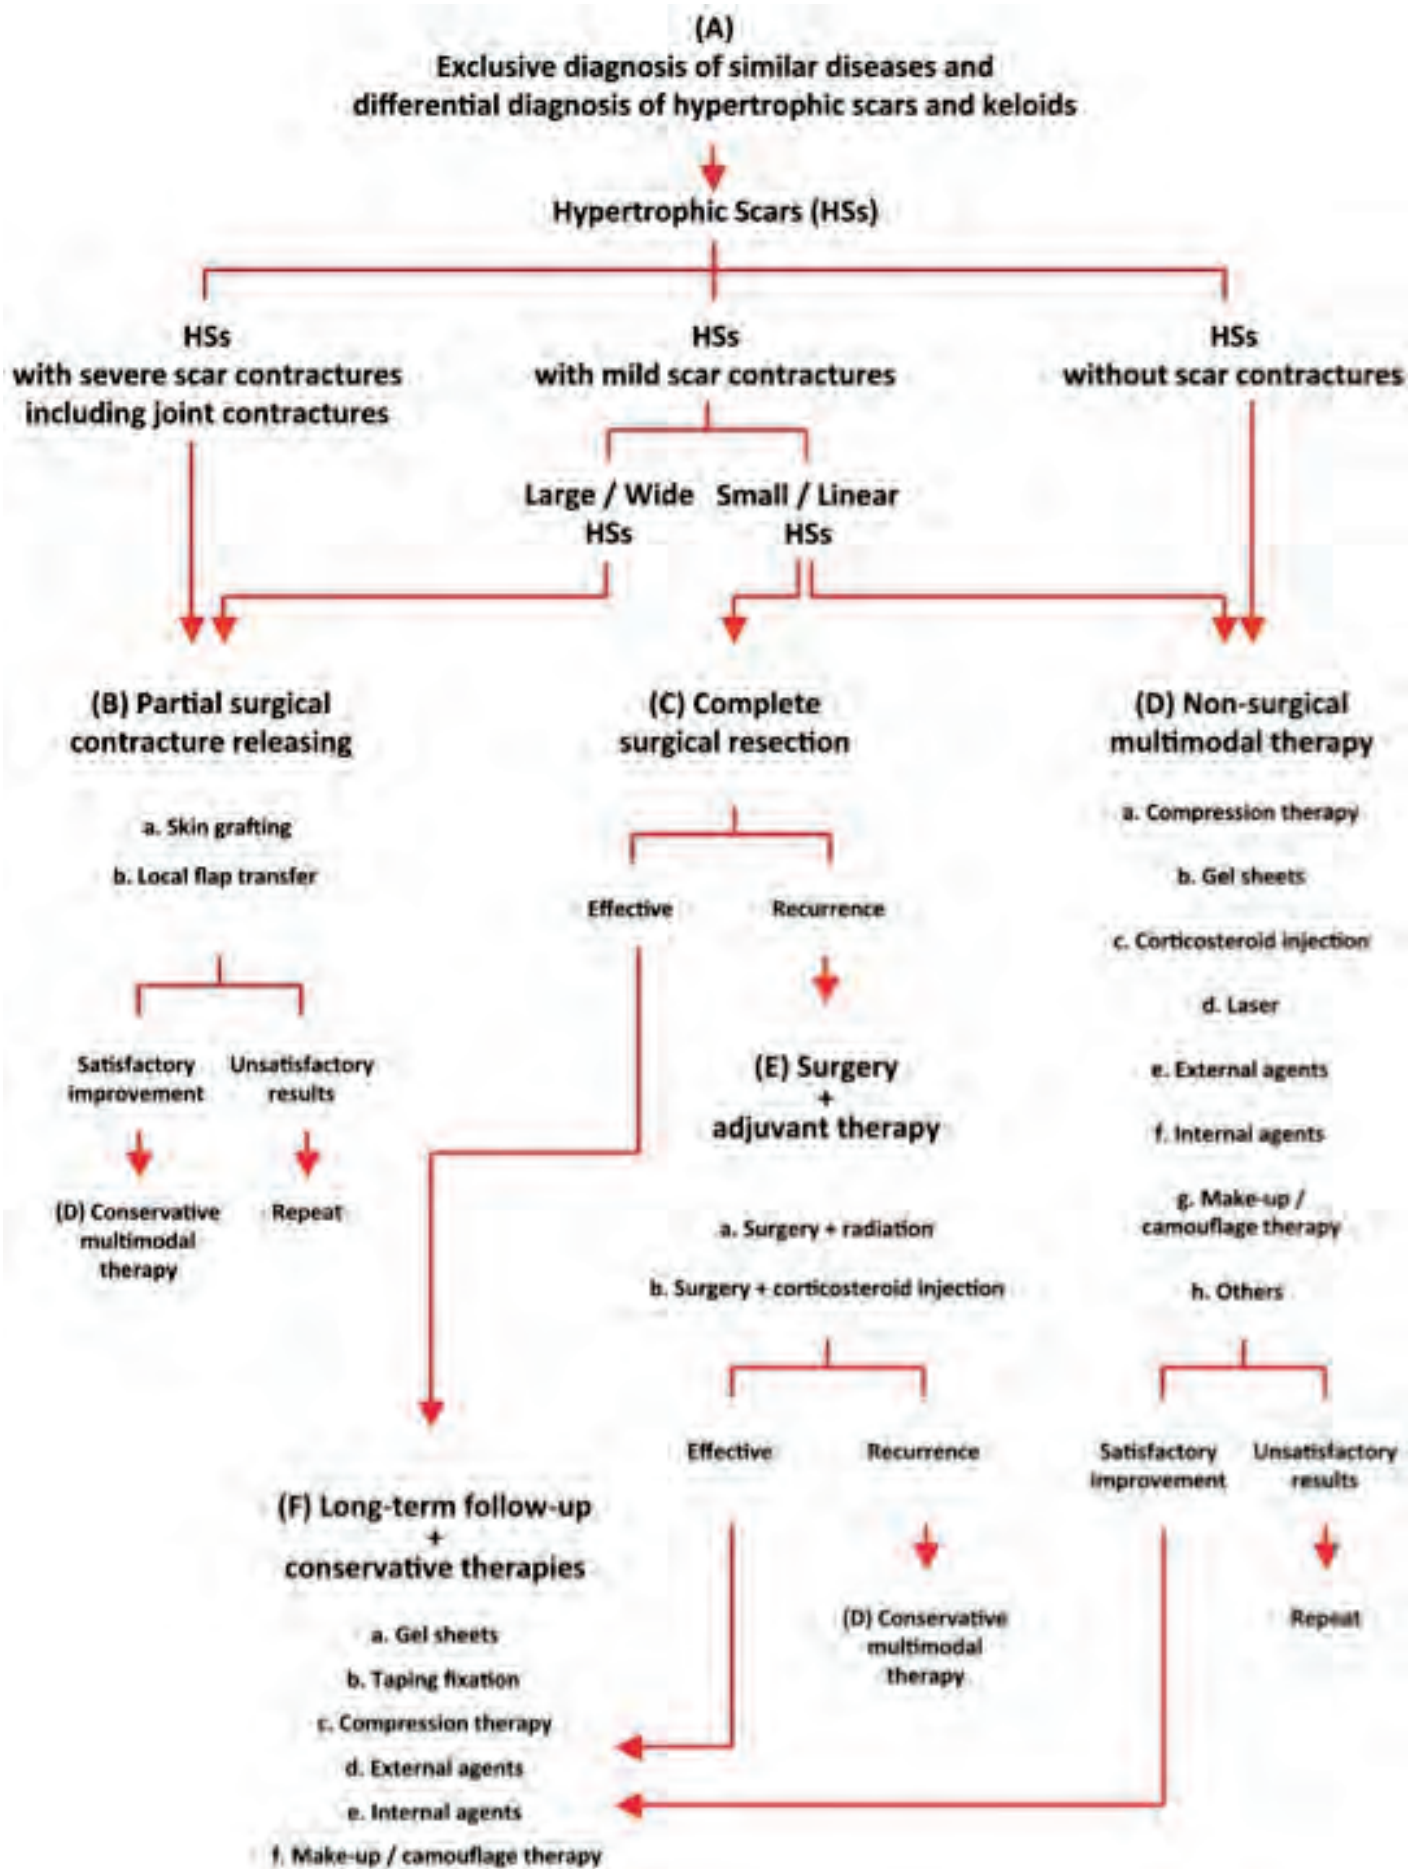 (A)
Exclusive diagnosis of similar diseases and
differential diagnosis of hypertrophic scars and keloids
Hypertrophic Scars (HSs)
HSs
with severe scar contractures
including joint contractures
HSs
with mild scar contractures
HSs
without scar contractures
Large / Wide
HSs
Small / Linear
HSs
(B) Partial surgical
contracture releasing
a. Skin grafting
b. Local flap transfer
Satisfactory
improvement
Unsatisfactory
results
(D) Conservative
multimodal
therapy
Repeat
(C) Complete
surgical resection
Effective
Recurrence
(E) Surgery
+
adjuvant therapy
a. Surgery + radiation
b. Surgery + corticosteroid injection
Effective
Recurrence
(D) Conservative
multimodal
therapy
(D) Non-surgical
multimodal therapy
a. Compression therapy
b. Gel sheets
c. Corticosteroid injection
d. Laser
e. External agents
f. Internal agents
g. Make-up /
camouflage therapy
h. Others
Satisfactory
improvement
Unsatisfactory
results
Repeat
(F) Long-term follow-up
+
conservative therapies
a. Gel sheets
b. Taping fixation
c. Compression therapy
d. External agents
e. Internal agents
f. Make-up / camouflage therapy